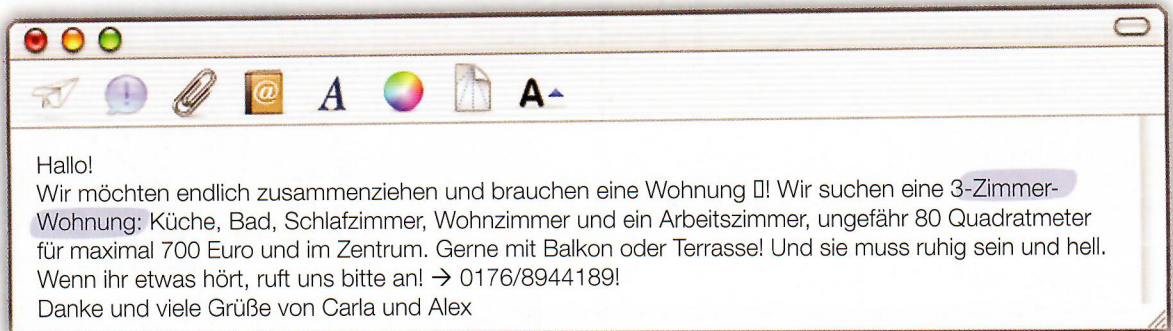 A
A
Hallo!
Wir möchten endlich zusammenziehen und brauchen eine Wohnung ▯! Wir suchen eine 3-Zimmer-
Wohnung: Küche, Bad, Schlafzimmer, Wohnzimmer und ein Arbeitszimmer, ungefähr 80 Quadratmeter
für maximal 700 Euro und im Zentrum. Gerne mit Balkon oder Terrasse! Und sie muss ruhig sein und hell.
Wenn ihr etwas hört, ruft uns bitte an! → 0176/8944189!
Danke und viele Grüße von Carla und Alex